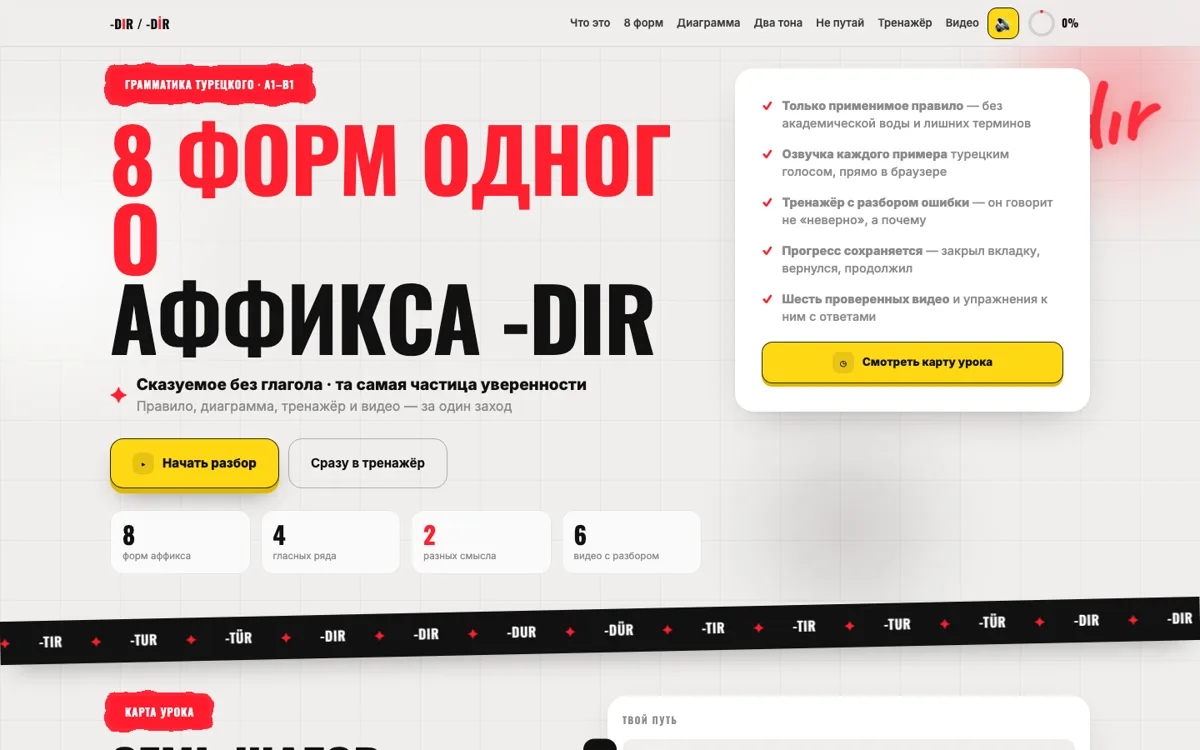 -DIR / -DİR
Что это
8 форм
Диаграмма
Два тона
Не путай
Тренажёр
Видео
0%
ГРАММАТИКА ТУРЕЦКОГО · A1–B1
8 ФОРМ ОДНОГ
О
АФФИКСА -DIR
Сказуемое без глагола · та самая частица уверенности
Правило, диаграмма, тренажёр и видео — за один заход
Начать разбор
Сразу в тренажёр
8
форм аффикса
4
гласных ряда
2
разных смысла
6
видео с разбором
Только применимое правило — без
академической воды и лишних терминов
Озвучка каждого примера турецким
голосом, прямо в браузере
Тренажёр с разбором ошибки — он говорит
не «неверно», а почему
Прогресс сохраняется — закрыл вкладку,
вернулся, продолжил
Шесть проверенных видео и упражнения к
ним с ответами
Смотреть карту урока
dır
-TIR -TUR -TÜR -DIR -DIR -DUR -DÜR -TIR -TIR -TUR -TÜR -DIR -DIR
КАРТА УРОКА
ТВОЙ ПУТЬ
СЕМЬ ШАГОВ